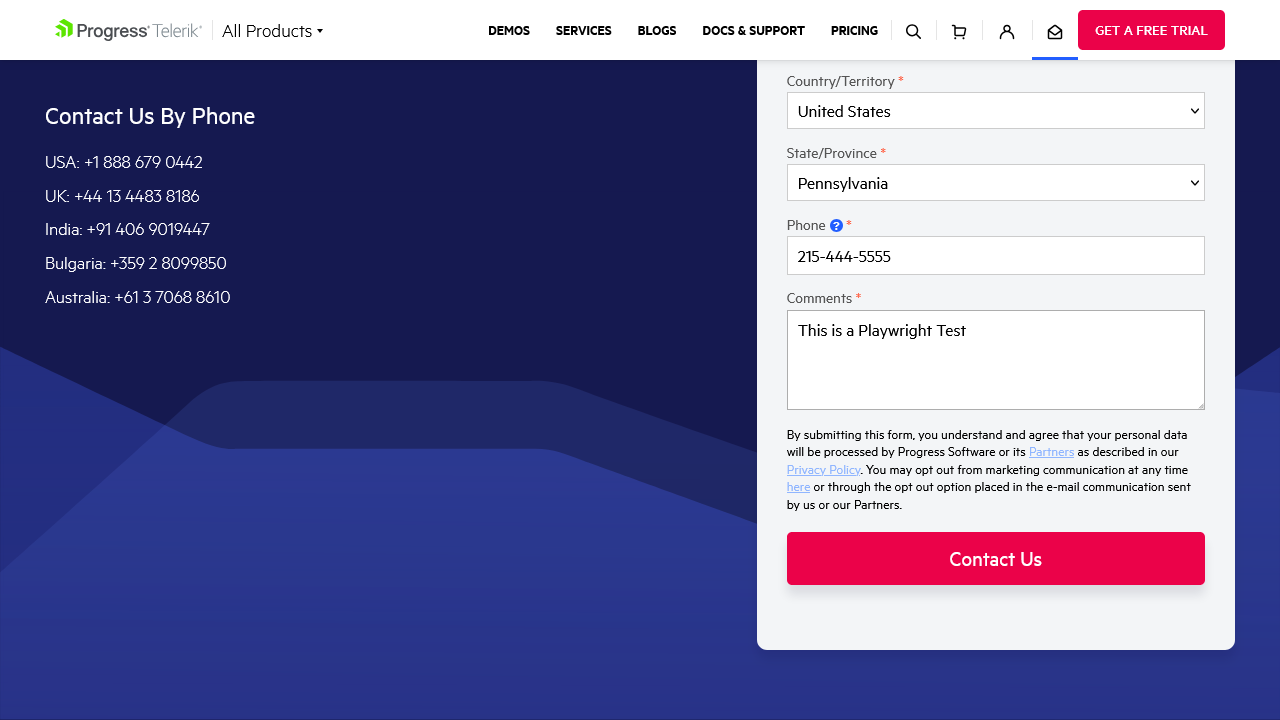 Progress Telerik
All Products
DEMOS
SERVICES
BLOGS
DOCS & SUPPORT
PRICING
GET A FREE TRIAL
Contact Us By Phone
USA: +1 888 679 0442
UK: +44 13 4483 8186
India: +91 406 9019447
Bulgaria: +359 2 8099850
Australia: +61 3 7068 8610
Country/Territory *
United States
State/Province *
Pennsylvania
Phone ? *
215-444-5555
Comments *
This is a Playwright Test
By submitting this form, you understand and agree that your personal data
will be processed by Progress Software or its Partners as described in our
Privacy Policy. You may opt out from marketing communication at any time
here or through the opt out option placed in the e-mail communication sent
by us or our Partners.
Contact Us